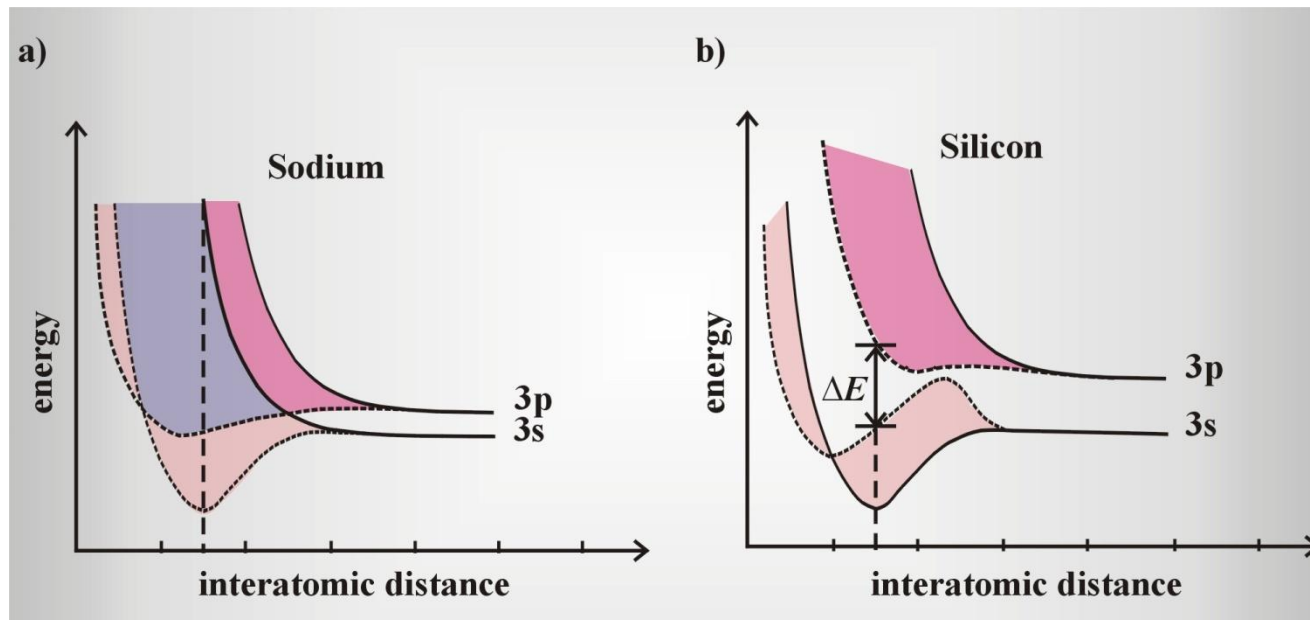 a)
Sodium
energy
3p
3s
interatomic distance
b)
Silicon
energy
ΔE
3p
3s
interatomic distance